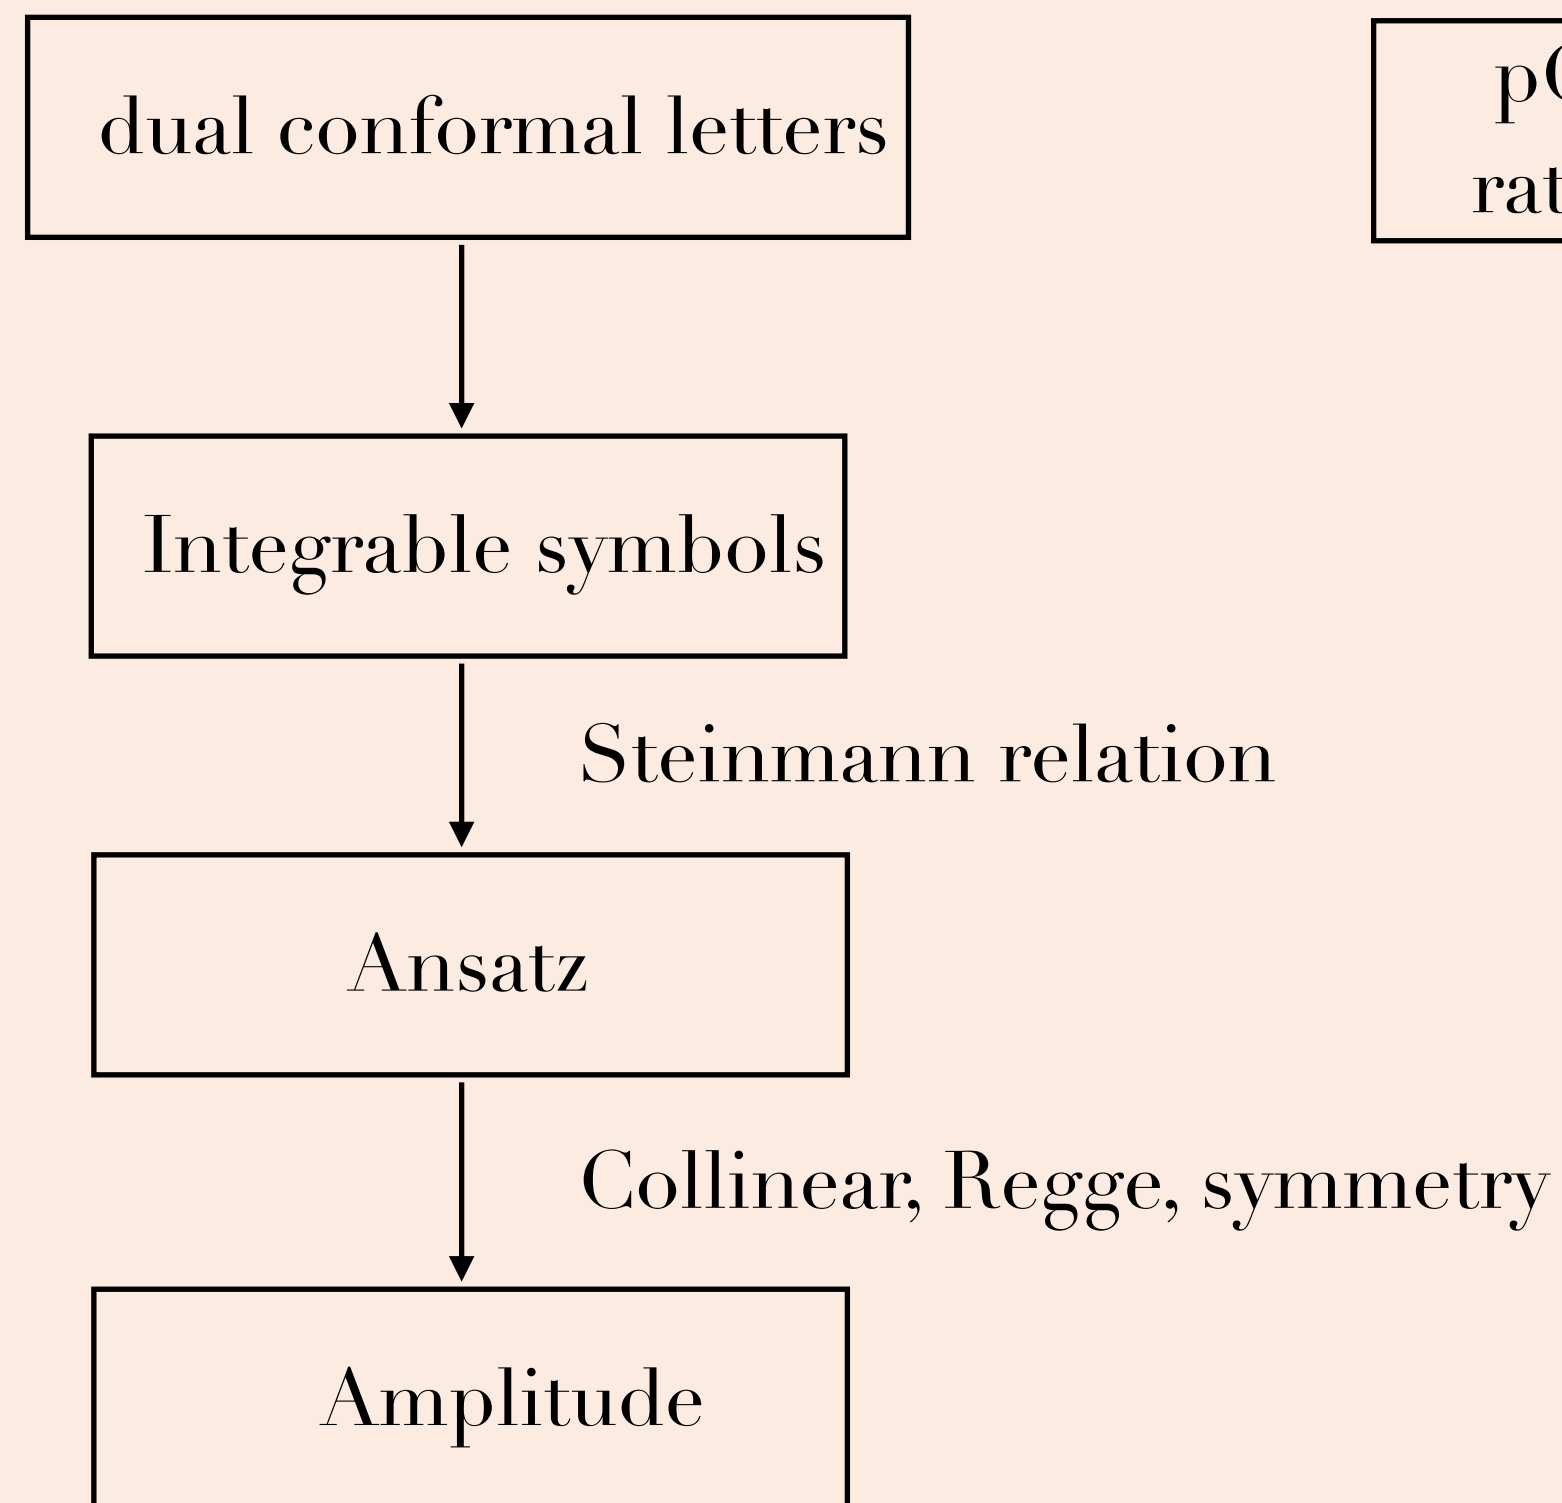 dual conformal letters
Integrable symbols
Steinmann relation
Ansatz
Collinear, Regge, symmetry
Amplitude